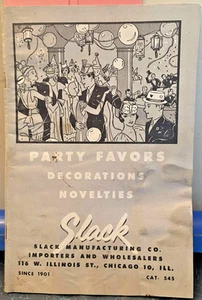 PARTY FAVORS
DECORATIONS
NOVELTIES
Slack
SLACK MANUFACTURING CO.
IMPORTERS AND WHOLESALERS
116 W. ILLINOIS ST., CHICAGO 10, ILL.
SINCE 1901 CAT- 545